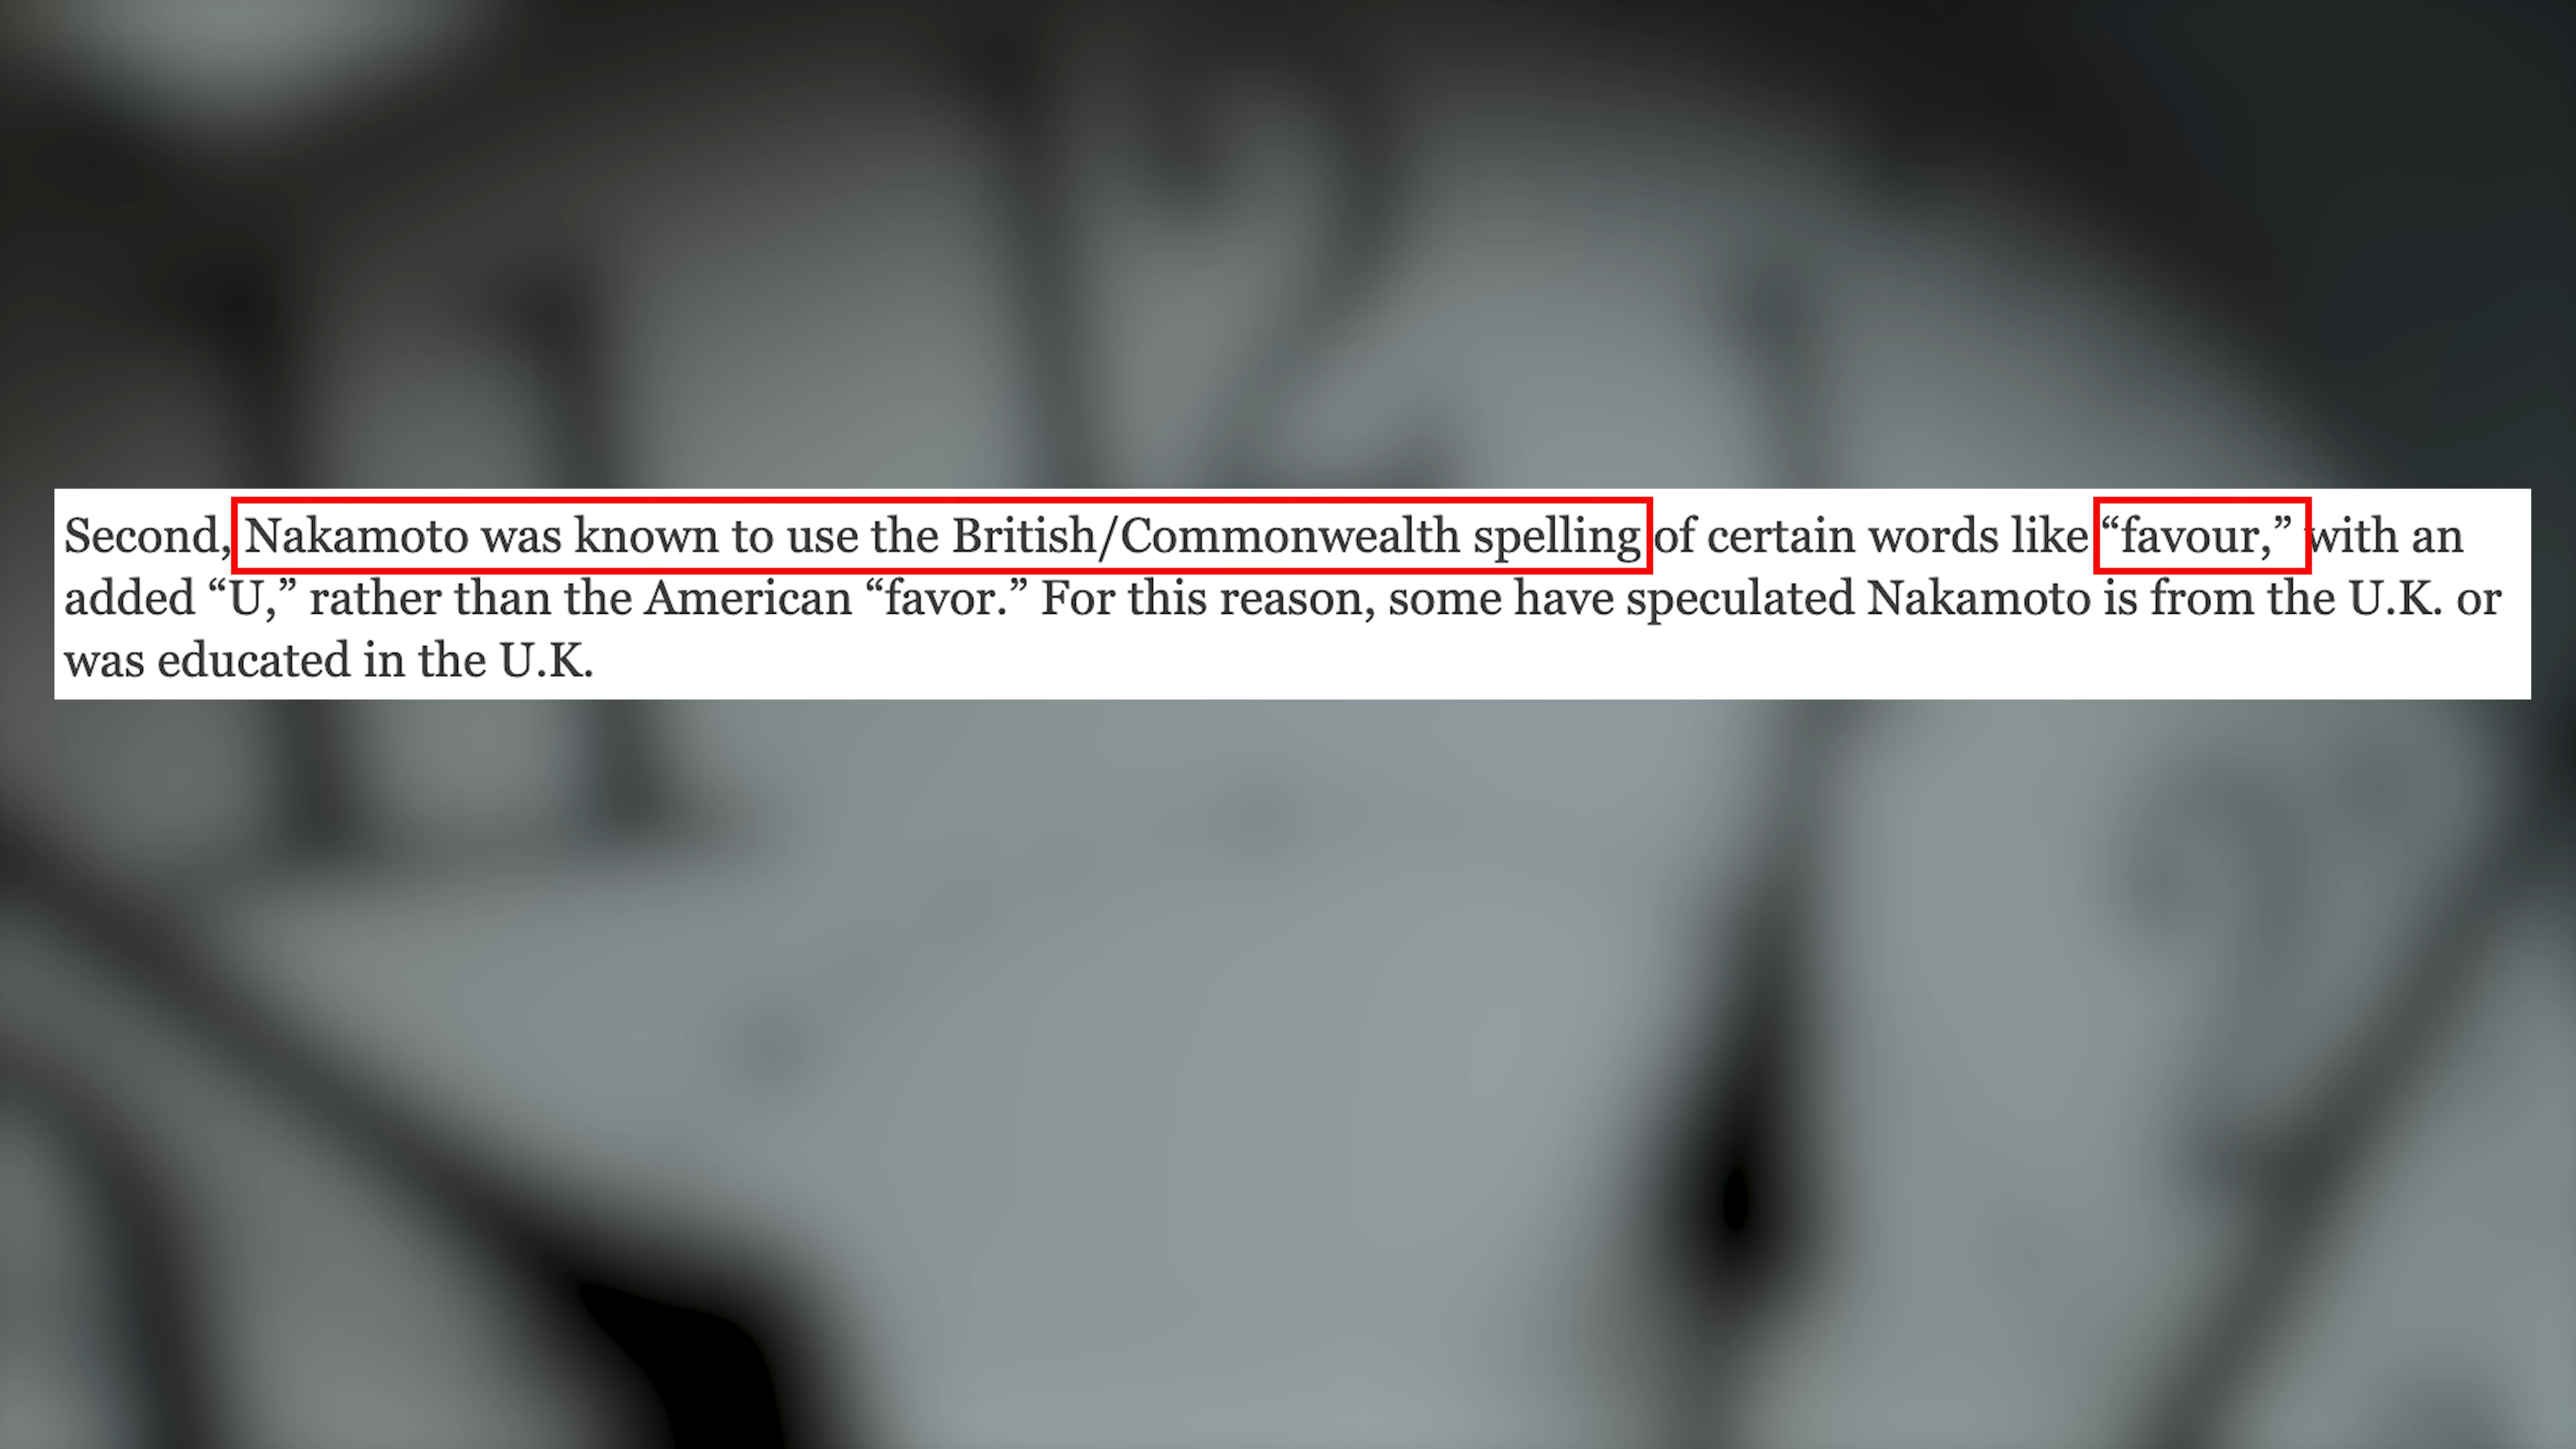 Second, Nakamoto was known to use the British/Commonwealth spelling of certain words like “favour,” with an
added “U,” rather than the American “favor.” For this reason, some have speculated Nakamoto is from the U.K. or
was educated in the U.K.